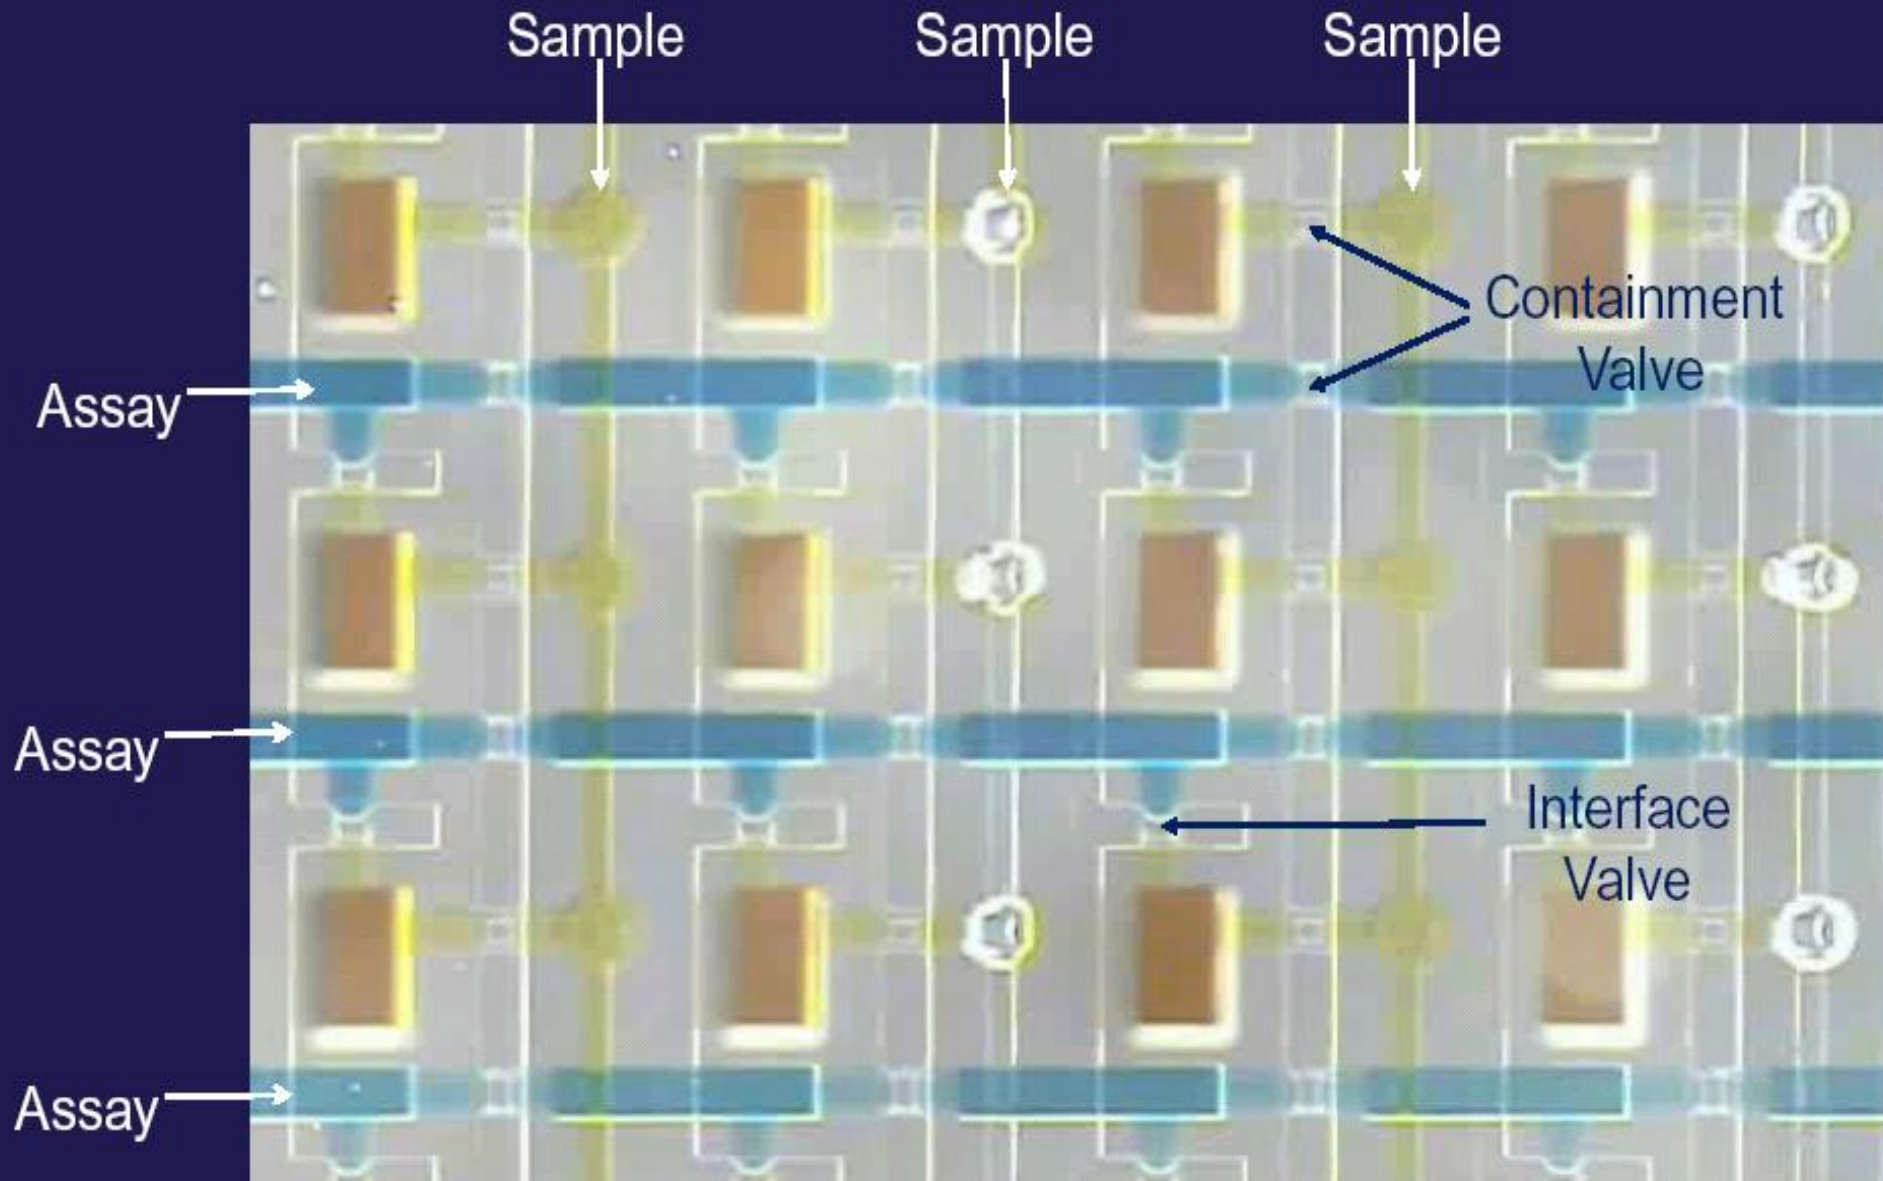 Sample
Sample
Sample
Containment
Valve
Assay
Assay
Interface
Valve
Assay